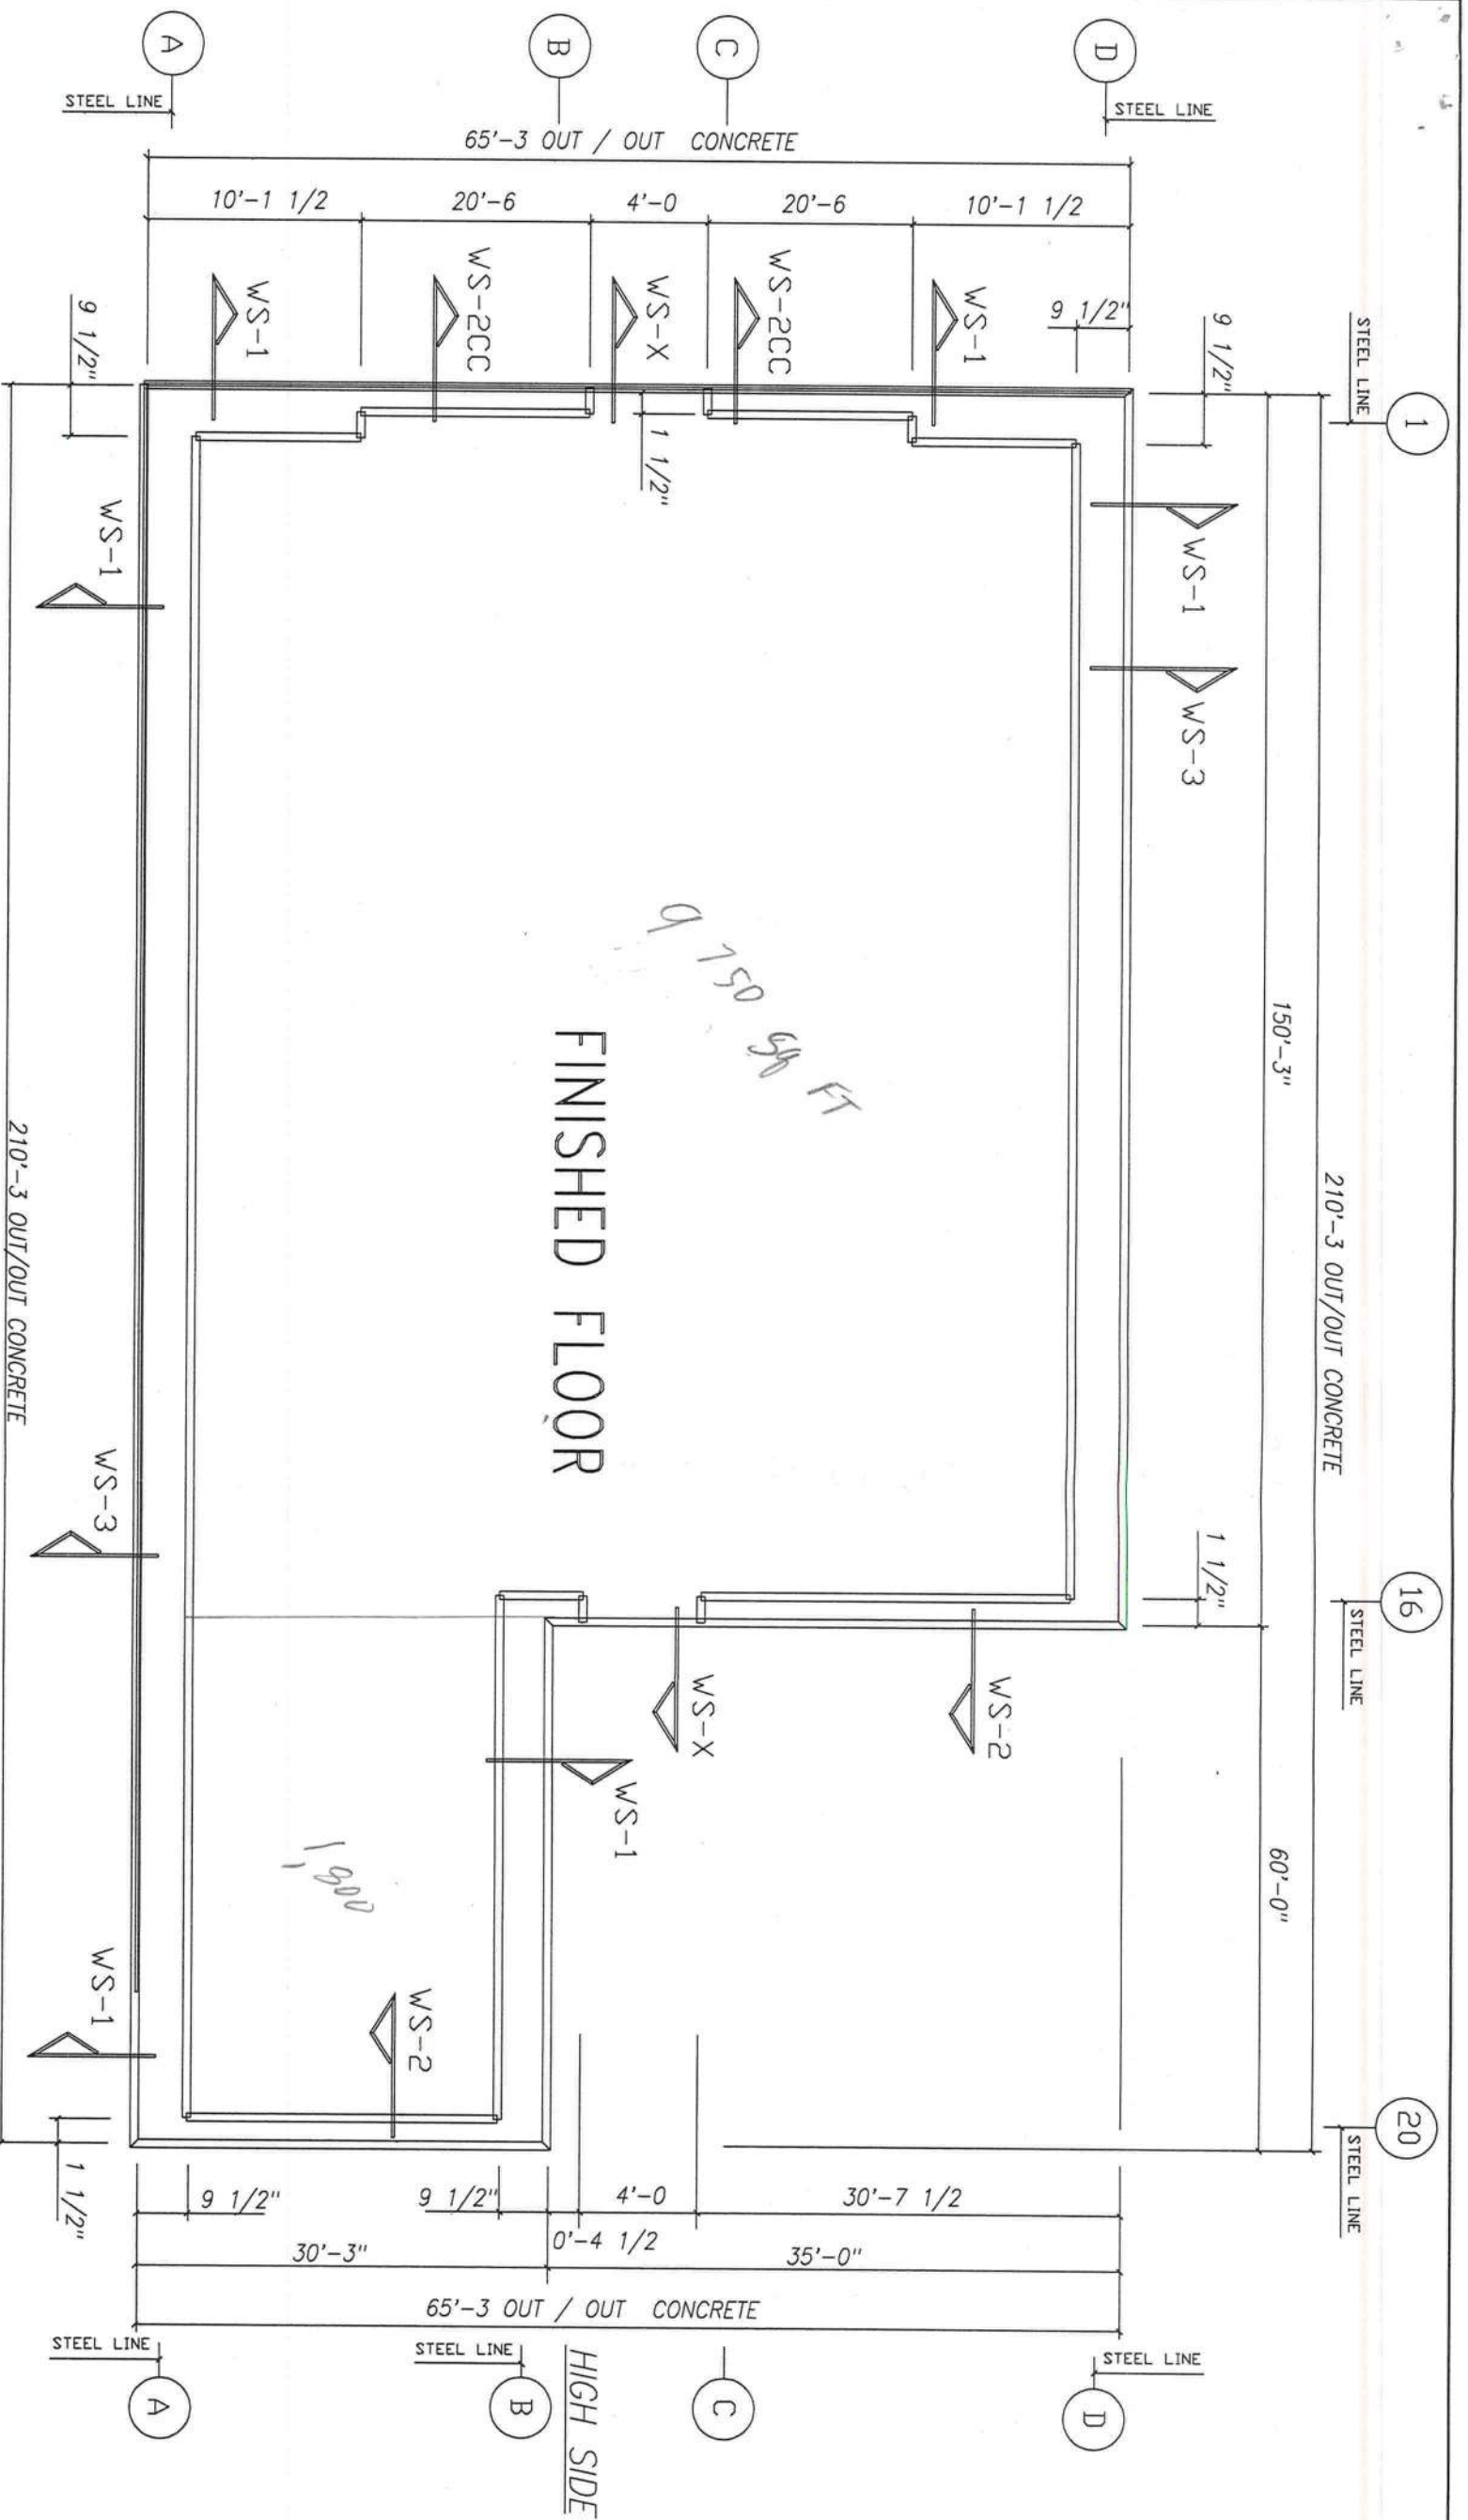 A
STEEL LINE
B
C
D
STEEL LINE
65'-3 OUT / OUT CONCRETE
10'-1 1/2
20'-6
4'-0
20'-6
10'-1 1/2
WS-1
WS-2CC
WS-X
WS-2CC
WS-1
9 1/2"
9 1/2"
9 1/2"
1 1/2"
STEEL LINE
1
WS-1
WS-1
WS-3
150'-3"
210'-3 OUT/OUT CONCRETE
9 750 Sq FT
FINISHED FLOOR
210'-3 OUT/OUT CONCRETE
WS-3
1 1/2"
16
STEEL LINE
WS-X
WS-2
WS-1
60'-0"
1,800
WS-1
WS-2
20
STEEL LINE
1 1/2"
9 1/2"
9 1/2"
4'-0
30'-7 1/2
0'-4 1/2
30'-3"
35'-0"
65'-3 OUT / OUT CONCRETE
STEEL LINE
A
STEEL LINE
B
HIGH SIDE
C
STEEL LINE
D